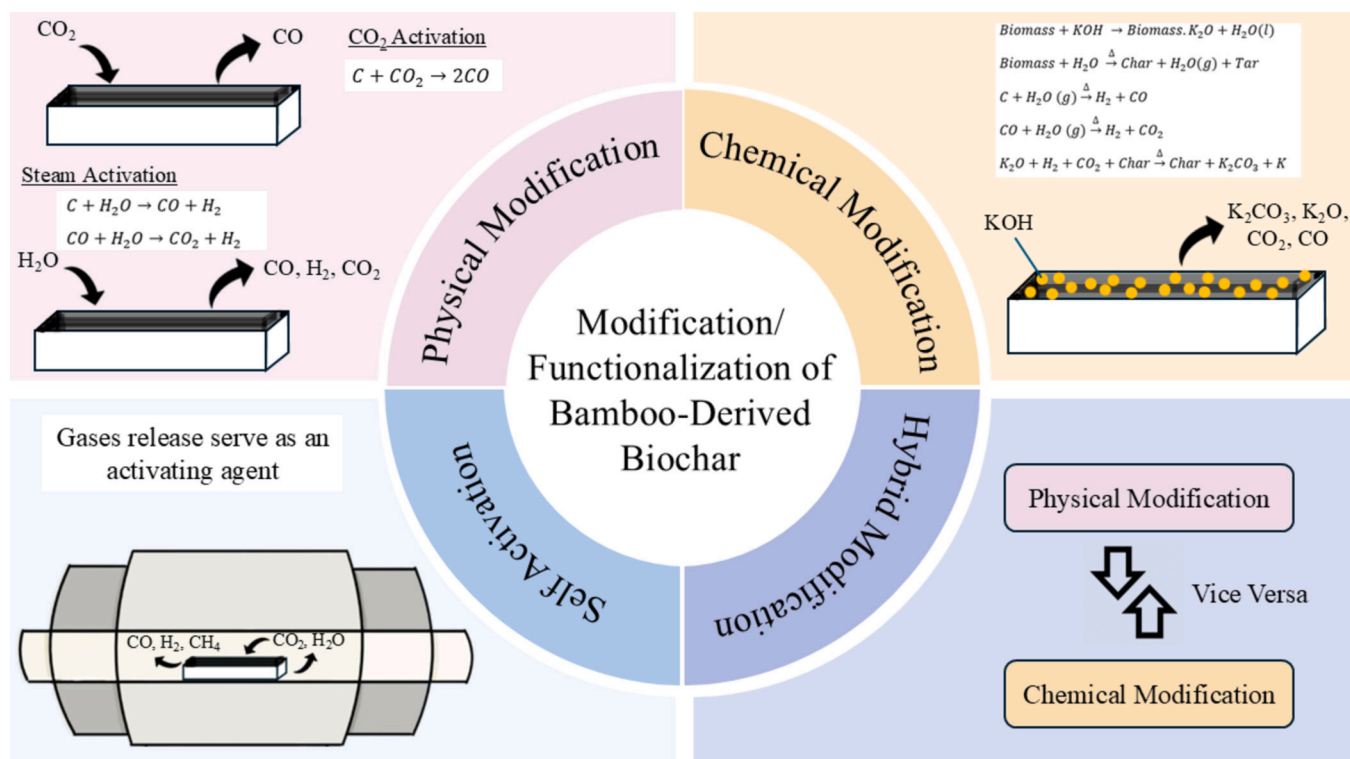 CO₂
CO
CO₂ Activation
C + CO₂ → 2CO
Steam Activation
C + H₂O → CO + H₂
CO + H₂O → CO₂ + H₂
H₂O
CO, H₂, CO₂
Biomass + KOH → Biomass.K₂O + H₂O(l)
Biomass + H₂O Δ→ Char + H₂O(g) + Tar
C + H₂O (g) Δ→ H₂ + CO
CO + H₂O (g) Δ→ H₂ + CO₂
K₂O + H₂ + CO₂ + Char Δ→ Char + K₂CO₃ + K
KOH
K₂CO₃, K₂O,
CO₂, CO
Physical Modification
Chemical Modification
Modification/
Functionalization of
Bamboo-Derived
Biochar
Self Activation
Hybrid Modification
Gases release serve as an
activating agent
CO, H₂, CH₄
CO₂, H₂O
Physical Modification
Vice Versa
Chemical Modification